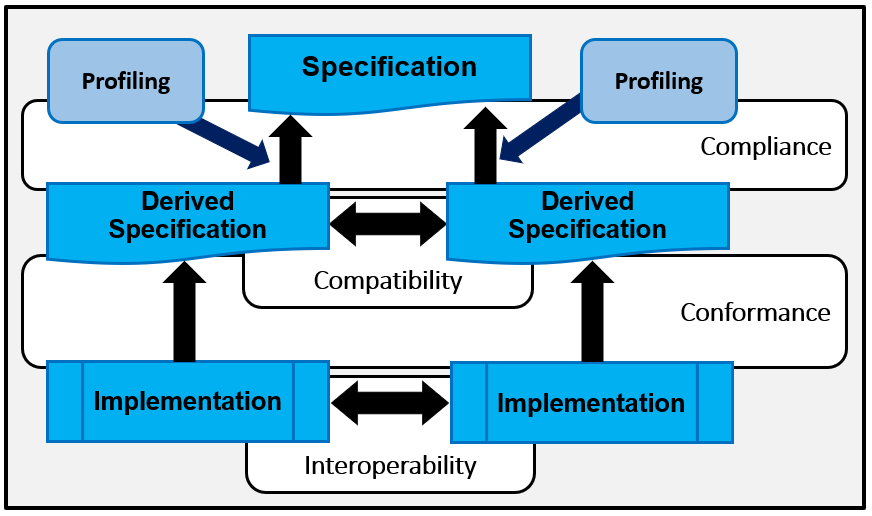 Profiling
Specification
Profiling
Compliance
Derived
Specification
Derived
Specification
Compatibility
Conformance
Implementation
Implementation
Interoperability